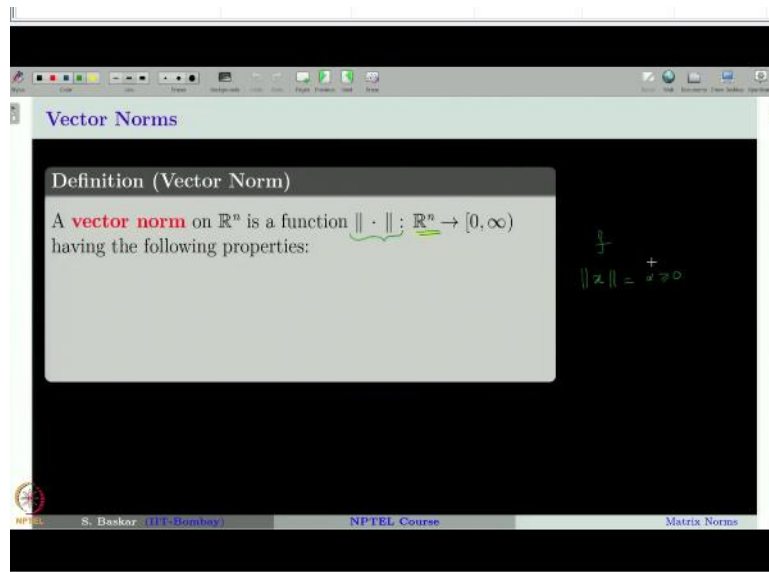 Vector Norms
Definition (Vector Norm)
A vector norm on ℝⁿ is a function ‖ · ‖ : ℝⁿ → [0, ∞)
having the following properties:
f
‖x‖ = α ≥ 0
NPTEL
S. Baskar (IIT-Bombay) NPTEL Course Matrix Norms